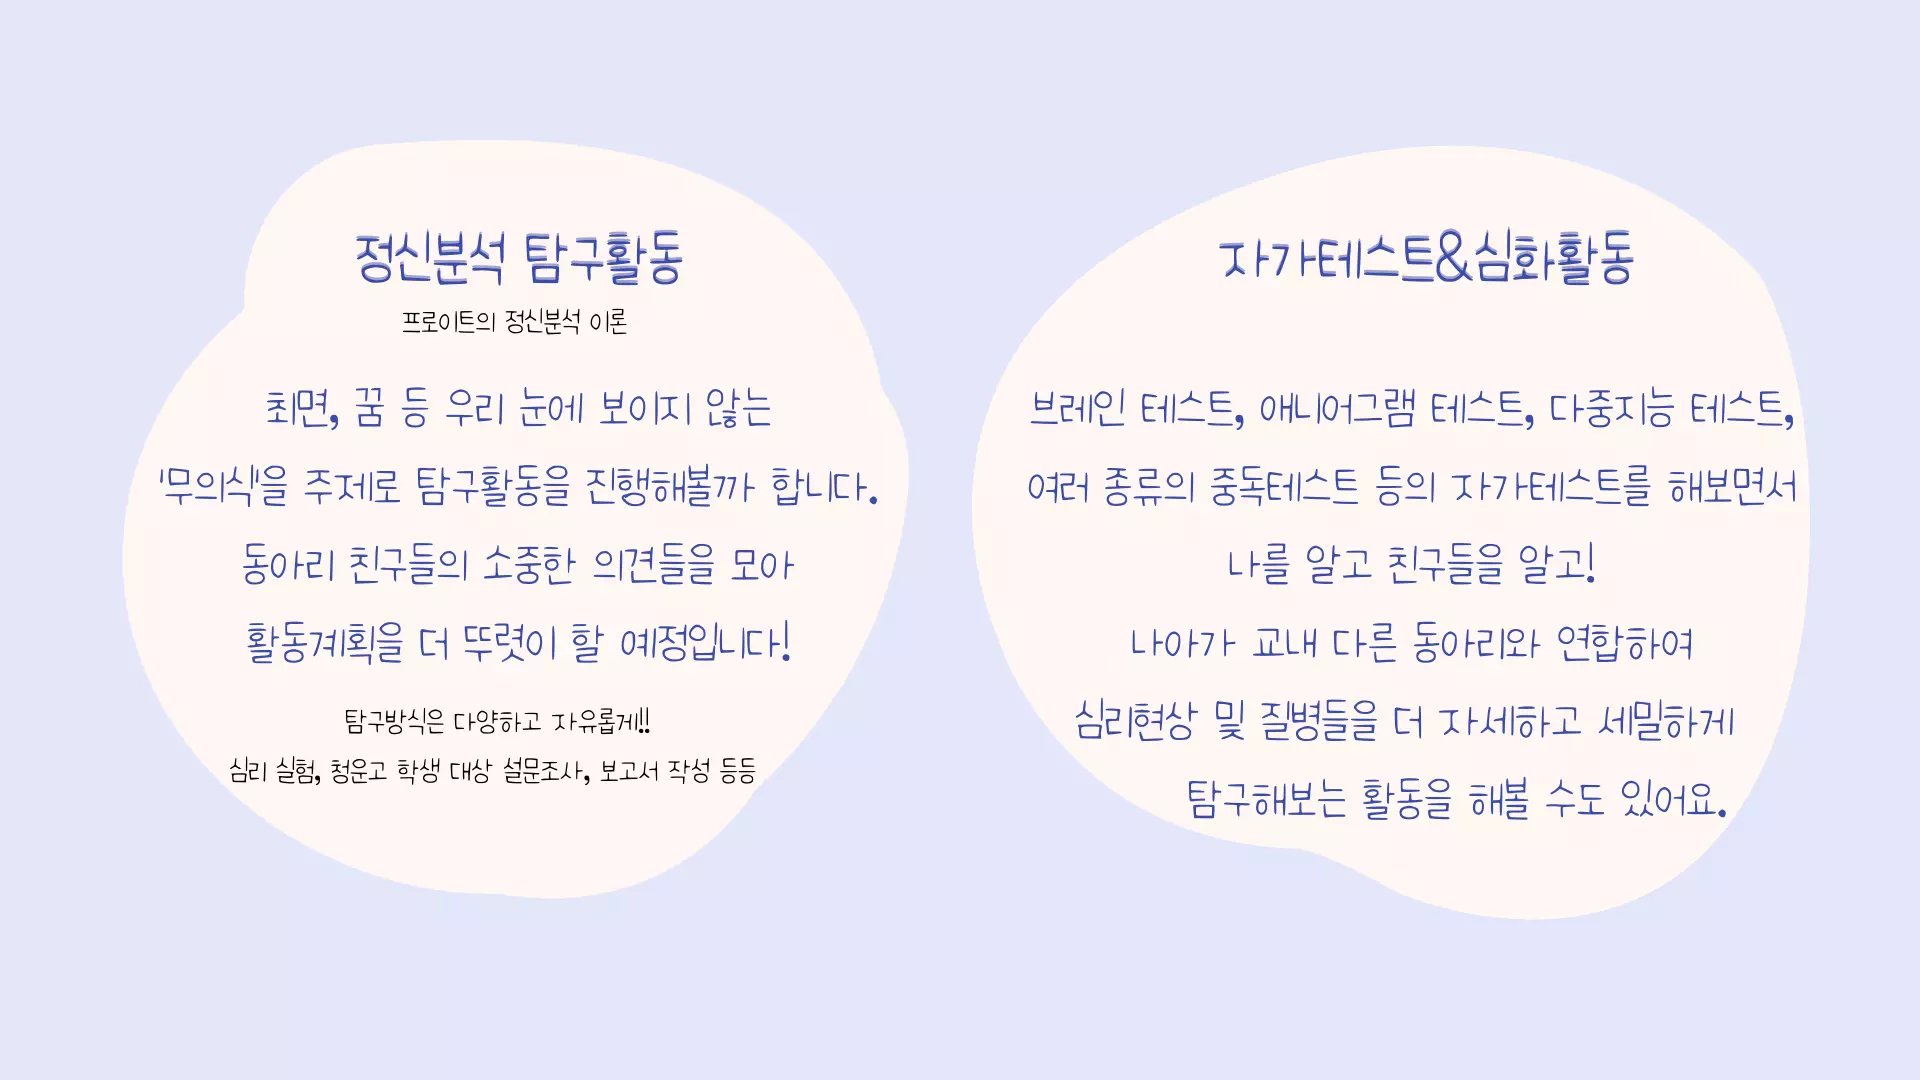 정신분석 탐구활동
프로이트의 정신분석 이론
최면, 꿈 등 우리 눈에 보이지 않는
'무의식'을 주제로 탐구활동을 진행해볼까 합니다.
동아리 친구들의 소중한 의견들을 모아
활동계획을 더 뚜렷이 할 예정입니다!
탐구방식은 다양하고 자유롭게!!
심리 실험, 청운고 학생 대상 설문조사, 보고서 작성 등등
자가테스트&심화활동
브레인 테스트, 애니어그램 테스트, 다중지능 테스트,
여러 종류의 중독테스트 등의 자가테스트를 해보면서
나를 알고 친구들을 알고!
나아가 교내 다른 동아리와 연합하여
심리현상 및 질병들을 더 자세하고 세밀하게
탐구해보는 활동을 해볼 수도 있어요.